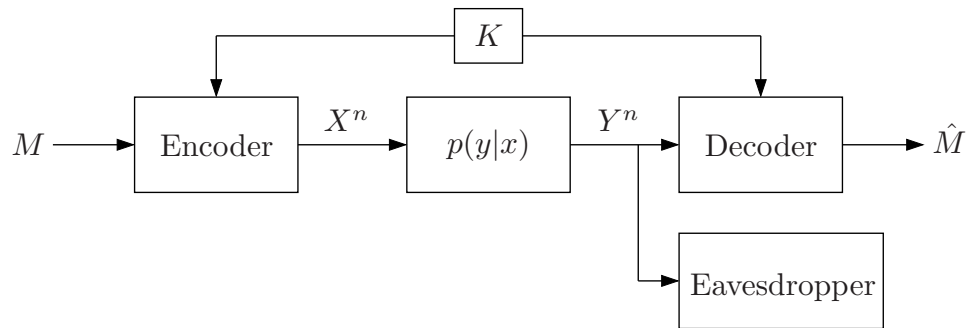 K
X^n
Y^n
M
Encoder
p(y|x)
Decoder
M̂
Eavesdropper